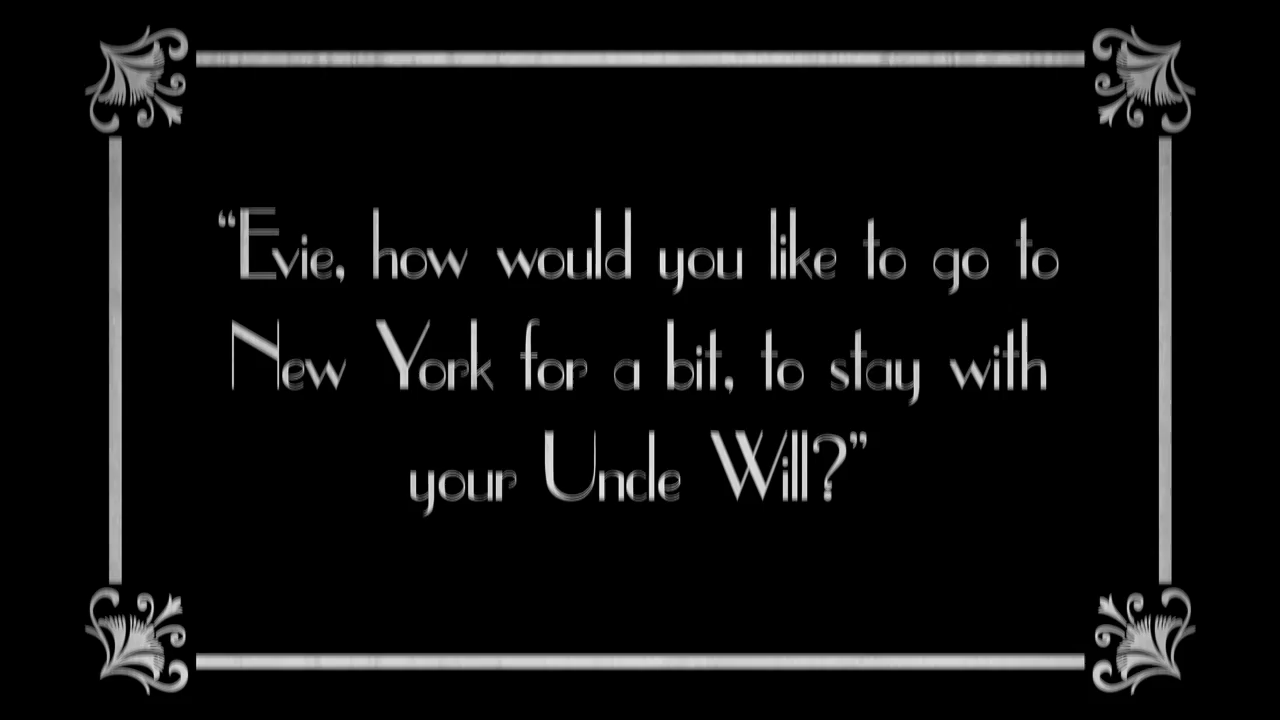 “Evie, how would you like to go to
New York for a bit, to stay with
your Uncle Will?”